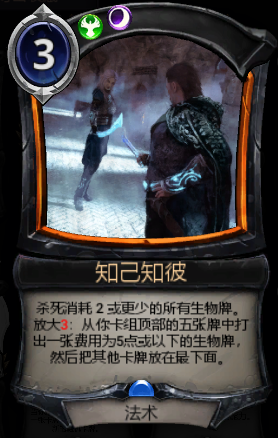 3
知己知彼
杀死消耗 2 或更少的所有生物牌。
放大3：从你卡组顶部的五张牌中打
出一张费用为5点或以下的生物牌，
然后把其他卡牌放在最下面。
法术